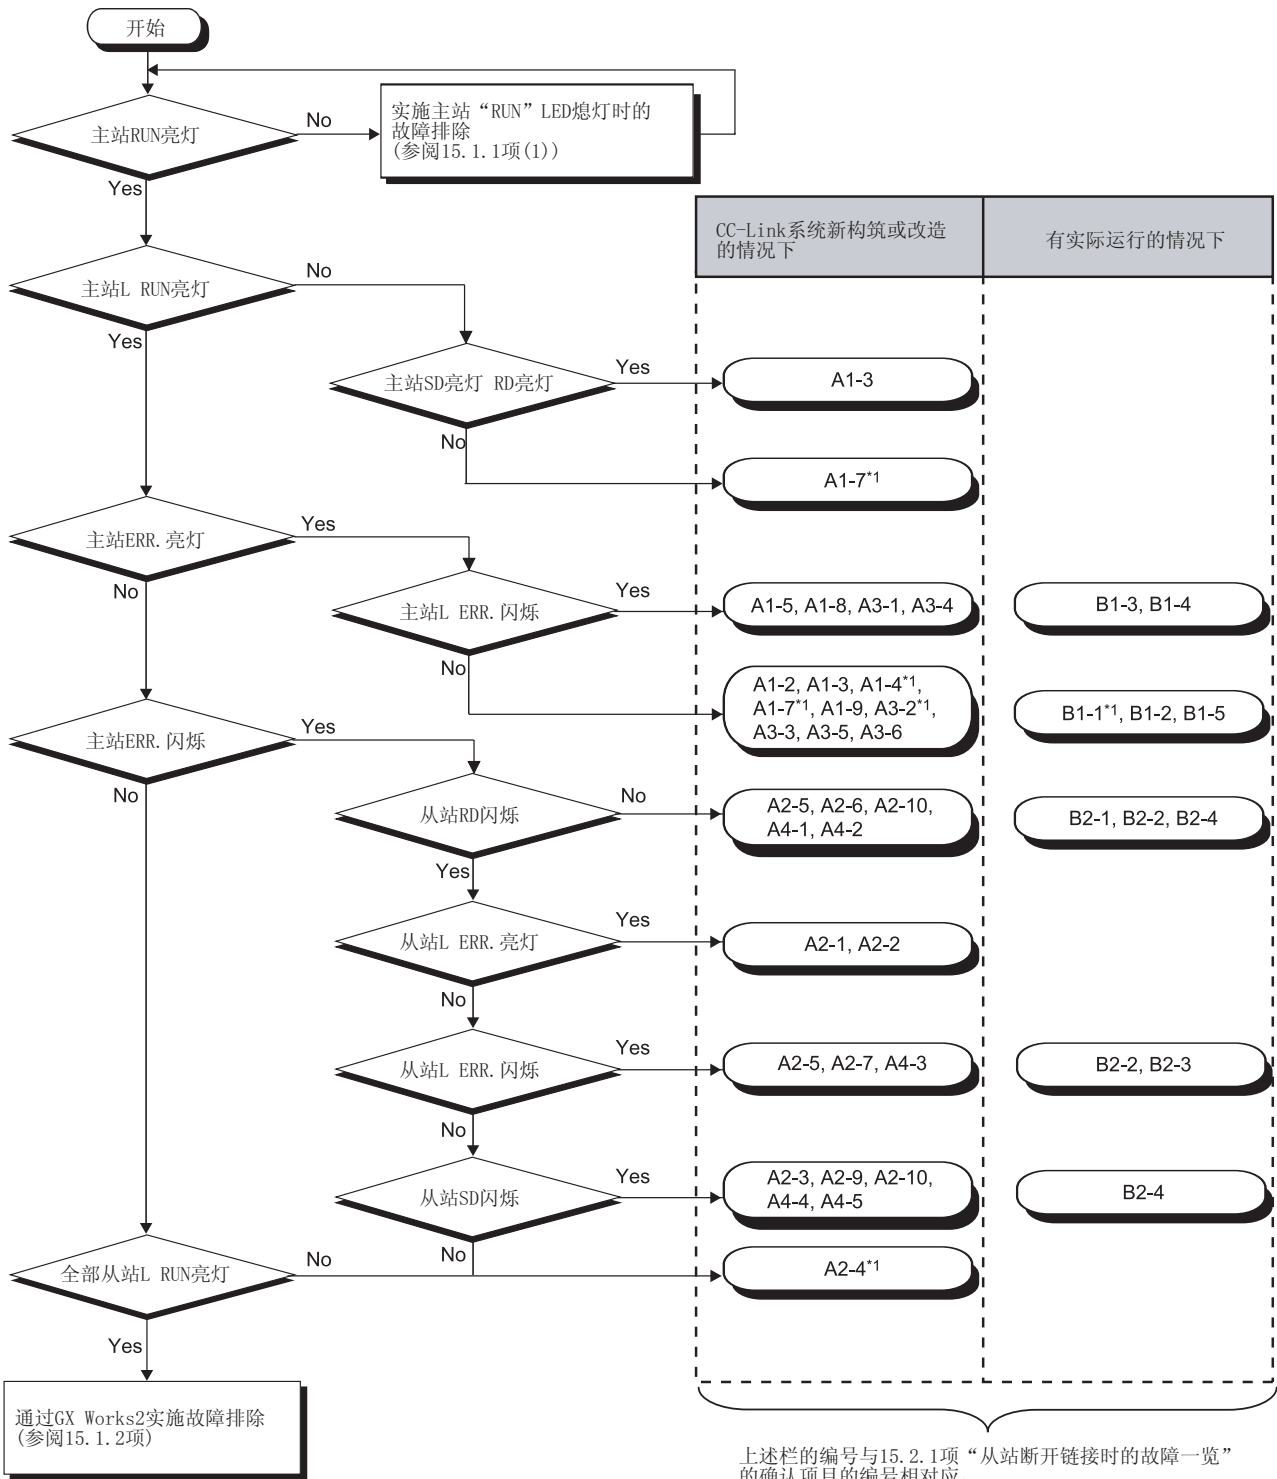 开始
主站RUN亮灯
No
实施主站“RUN”LED熄灯时的
故障排除
(参阅15.1.1项(1))
Yes
CC-Link系统新构筑或改造
的情况下
有实际运行的情况下
主站L RUN亮灯
No
Yes
主站SD亮灯 RD亮灯
Yes
A1-3
No
A1-7*1
主站ERR.亮灯
Yes
No
主站L ERR.闪烁
Yes
A1-5, A1-8, A3-1, A3-4
B1-3, B1-4
No
A1-2, A1-3, A1-4*1,
A1-7*1, A1-9, A3-2*1,
A3-3, A3-5, A3-6
B1-1*1, B1-2, B1-5
主站ERR.闪烁
Yes
No
从站RD闪烁
No
A2-5, A2-6, A2-10,
A4-1, A4-2
B2-1, B2-2, B2-4
Yes
从站L ERR.亮灯
Yes
A2-1, A2-2
No
从站L ERR.闪烁
Yes
A2-5, A2-7, A4-3
B2-2, B2-3
No
从站SD闪烁
Yes
A2-3, A2-9, A2-10,
A4-4, A4-5
B2-4
No
全部从站L RUN亮灯
No
A2-4*1
Yes
通过GX Works2实施故障排除
(参阅15.1.2项)
上述栏的编号与15.2.1项“从站断开链接时的故障一览”
的确认项目的编号相对应